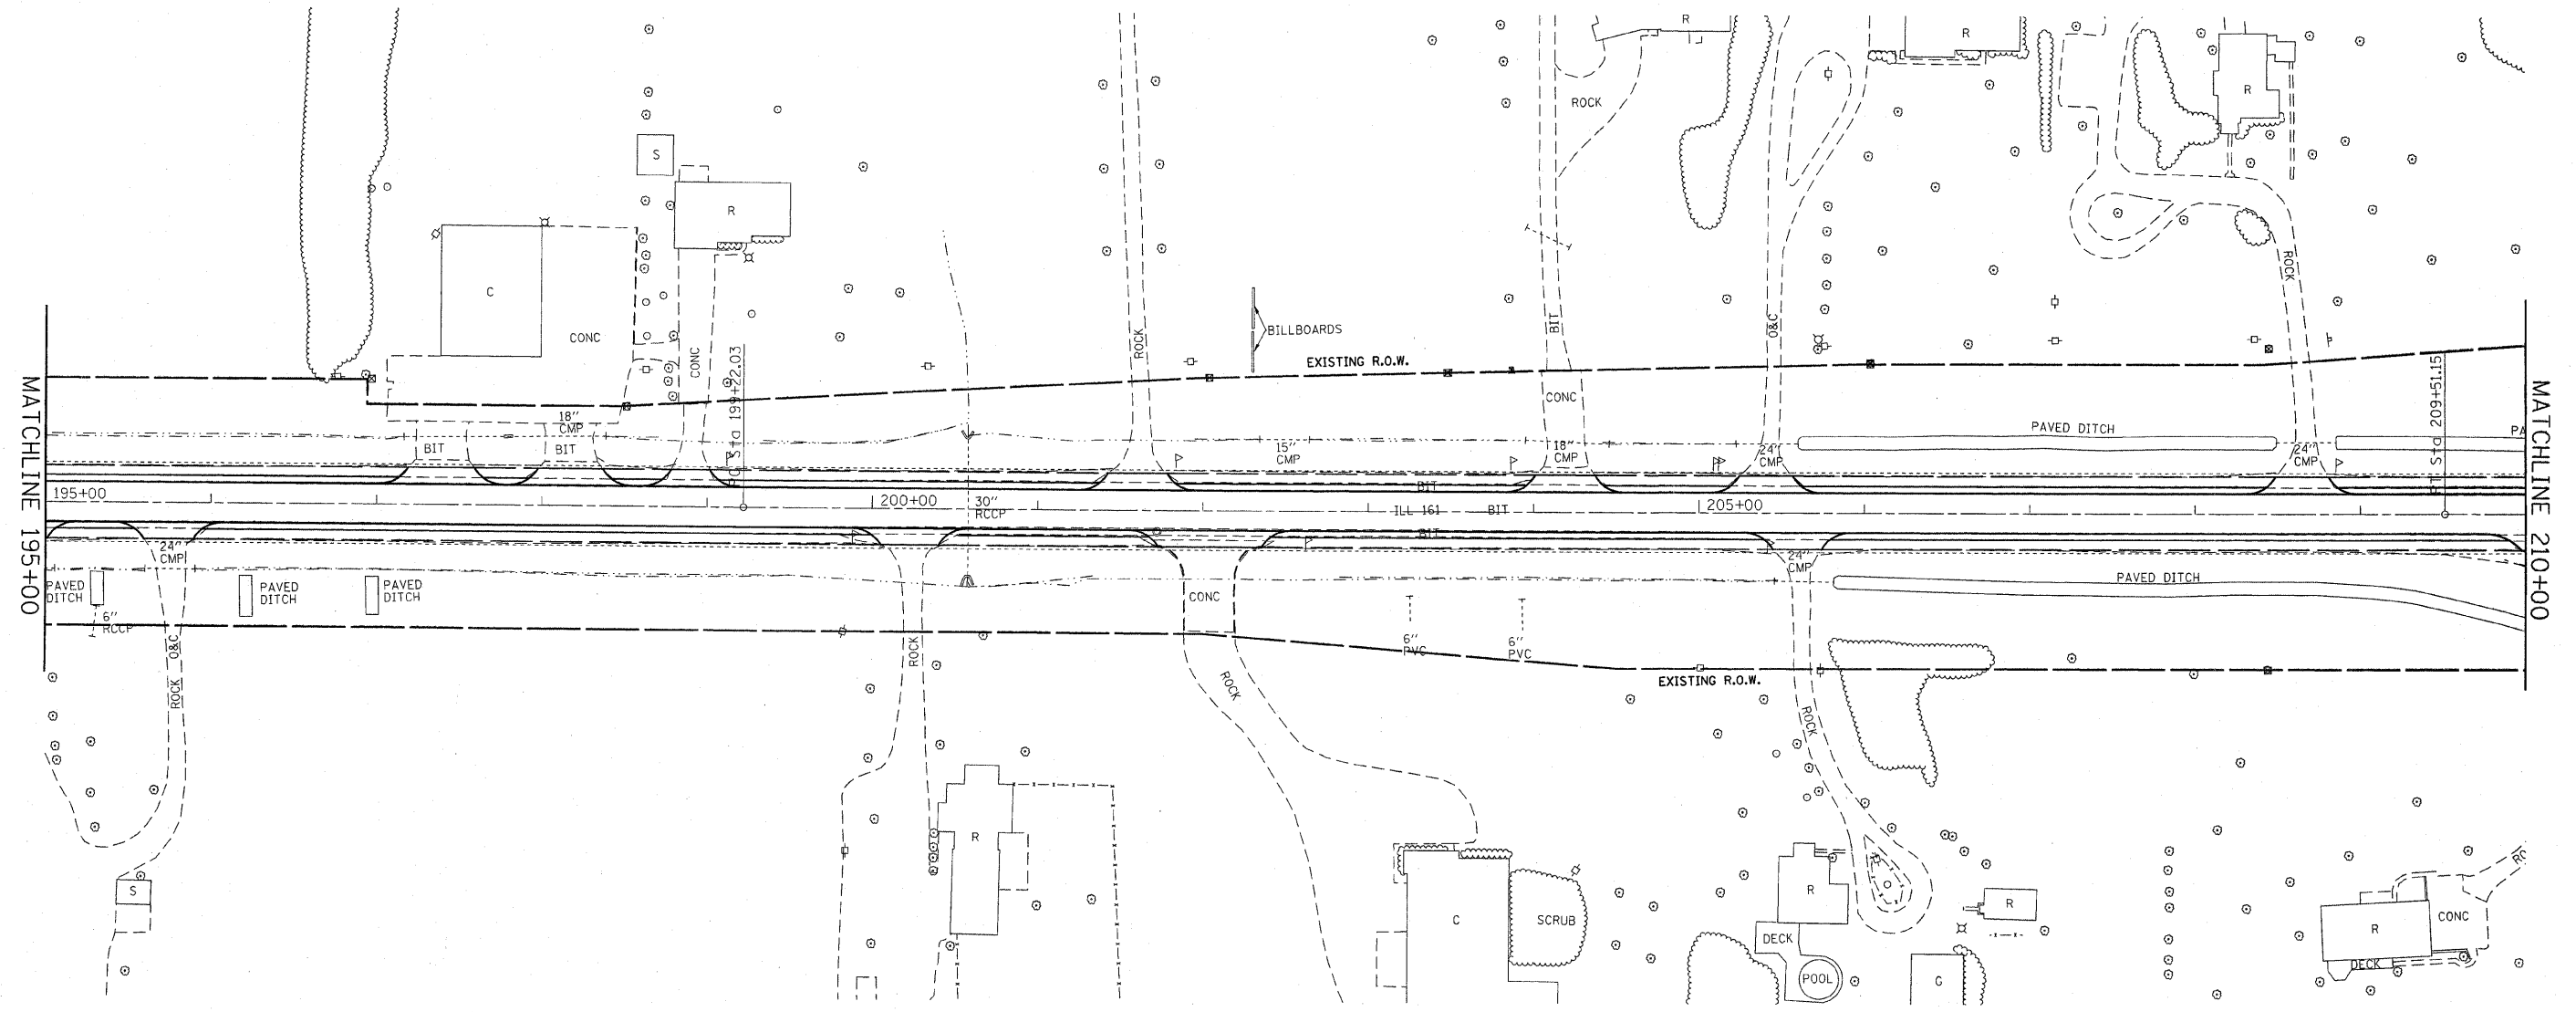 R
R
ROCK
R
S
R
C
CONC
CONC
ROCK
BILLBOARDS
BIT
O&C
ROCK
EXISTING R.O.W.
PC Sta 199+22.03
PT Sta 209+51.15
MATCHLINE 195+00
MATCHLINE 210+00
18"
CMP
BIT
BIT
15"
CMP
CONC
18"
CMP
24"
CMP
PAVED DITCH
24"
CMP
PA
195+00
200+00
30"
RCCP
BIT
ILL 161
BIT
205+00
BIT
24"
CMP
PAVED
DITCH
PAVED
DITCH
PAVED
DITCH
6"
RCCP
O&C
ROCK
ROCK
CONC
ROCK
6"
PVC
6"
PVC
24"
CMP
PAVED DITCH
EXISTING R.O.W.
ROCK
S
R
C
SCRUB
R
DECK
POOL
R
G
R
DECK
CONC
RO